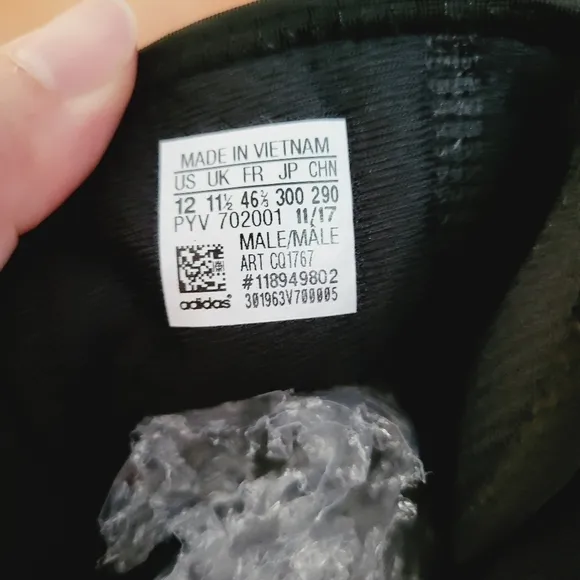 MADE IN VIETNAM
US UK FR JP CHN
12 11½ 46⅔ 300 290
PYV 702001 11/17
MALE/MALE
ART CQ1767
#118949802
adidas® 301963V700005